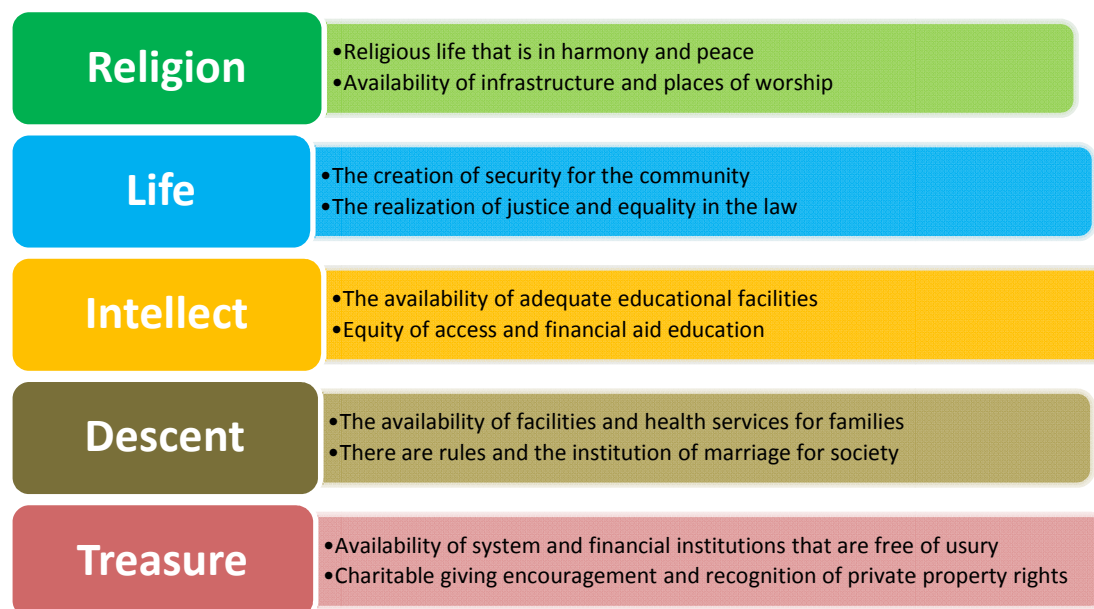 Religion
•Religious life that is in harmony and peace
•Availability of infrastructure and places of worship
Life
•The creation of security for the community
•The realization of justice and equality in the law
Intellect
•The availability of adequate educational facilities
•Equity of access and financial aid education
Descent
•The availability of facilities and health services for families
•There are rules and the institution of marriage for society
Treasure
•Availability of system and financial institutions that are free of usury
•Charitable giving encouragement and recognition of private property rights